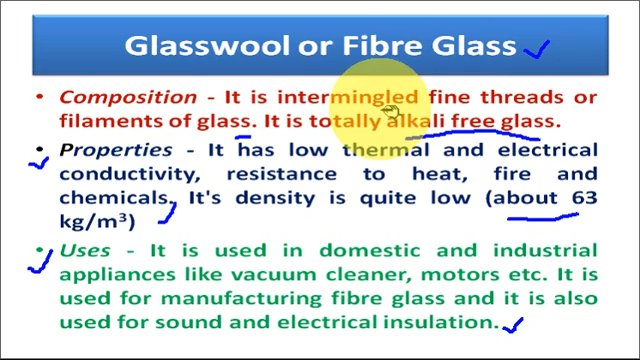 Glasswool or Fibre Glass
• Composition - It is intermingled fine threads or
filaments of glass. It is totally alkali free glass.
• Properties - It has low thermal and electrical
conductivity, resistance to heat, fire and
chemicals. It's density is quite low (about 63
kg/m³)
• Uses - It is used in domestic and industrial
appliances like vacuum cleaner, motors etc. It is
used for manufacturing fibre glass and it is also
used for sound and electrical insulation.